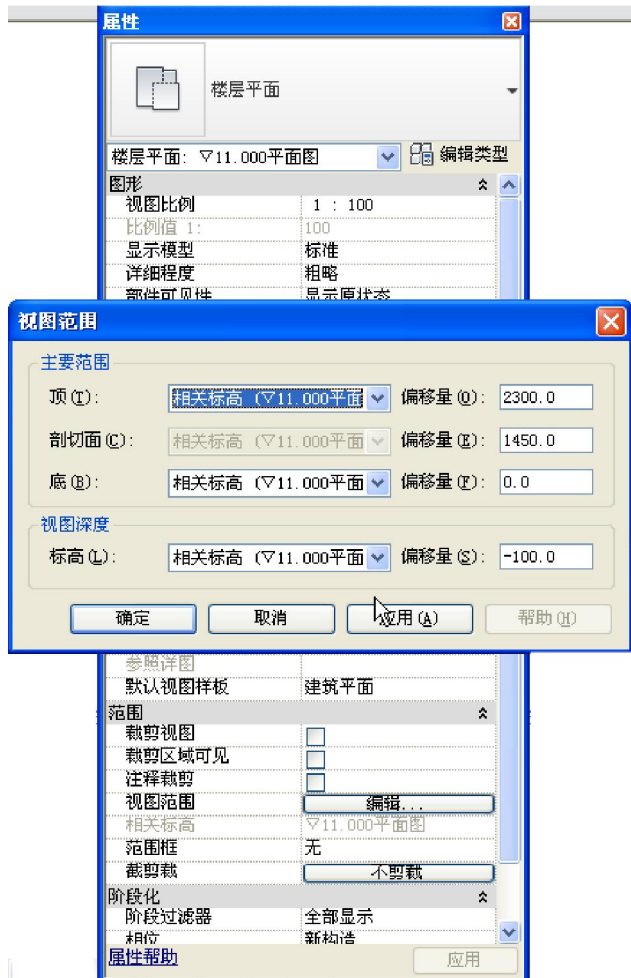 属性
楼层平面
楼层平面: ▽11.000平面图 编辑类型
图形
视图比例 1 : 100
比例值 1: 100
显示模型 标准
详细程度 粗略
部件可见性 显示原状态
视图范围
主要范围
顶(T): 相关标高 (▽11.000平面 偏移量(O): 2300.0
剖切面(C): 相关标高 (▽11.000平面 偏移量(E): 1450.0
底(B): 相关标高 (▽11.000平面 偏移量(F): 0.0
视图深度
标高(L): 相关标高 (▽11.000平面 偏移量(S): -100.0
确定 取消 应用(A) 帮助(H)
参照详图
默认视图样板 建筑平面
范围
裁剪视图
裁剪区域可见
注释裁剪
视图范围 编辑...
相关标高 ▽11.000平面图
范围框 无
截剪裁 不剪裁
阶段化
阶段过滤器 全部显示
相位 新构造
属性帮助 应用